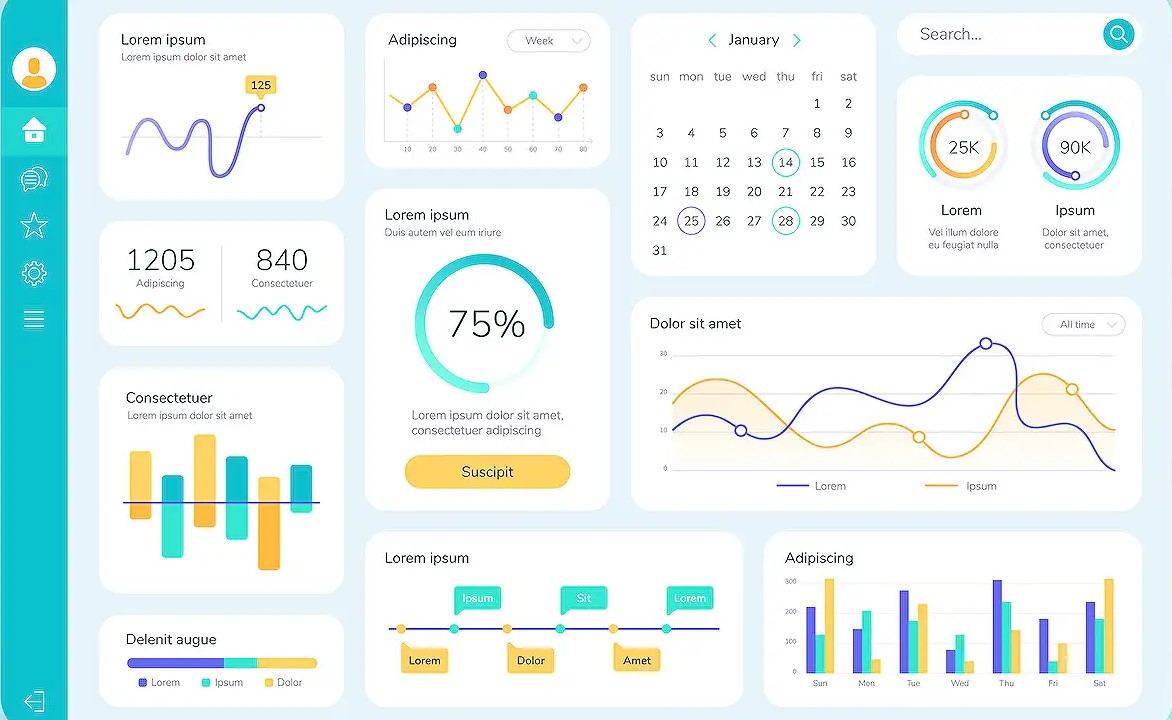 Lorem ipsum
Lorem ipsum dolor sit amet
125
Adipiscing
Week
10 20 30 40 50 60 70 80
January
sun mon tue wed thu fri sat
1 2
3 4 5 6 7 8 9
10 11 12 13 14 15 16
17 18 19 20 21 22 23
24 25 26 27 28 29 30
31
Search...
25K
90K
Lorem
Vel illum dolore
eu feugiat nulla
Ipsum
Dolor sit amet,
consectetuer
1205
Adipiscing
840
Consectetuer
Lorem ipsum
Duis autem vel eum iriure
75%
Lorem ipsum dolor sit amet,
consectetuer adipiscing
Suscipit
Dolor sit amet
All time
30
20
10
0
Lorem
Ipsum
Consectetuer
Lorem ipsum dolor sit amet
Delenit augue
Lorem Ipsum Dolor
Lorem ipsum
Ipsum Sit Lorem
Lorem Dolor Amet
Adipiscing
300
200
100
0
Sun Mon Tue Wed Thu Fri Sat